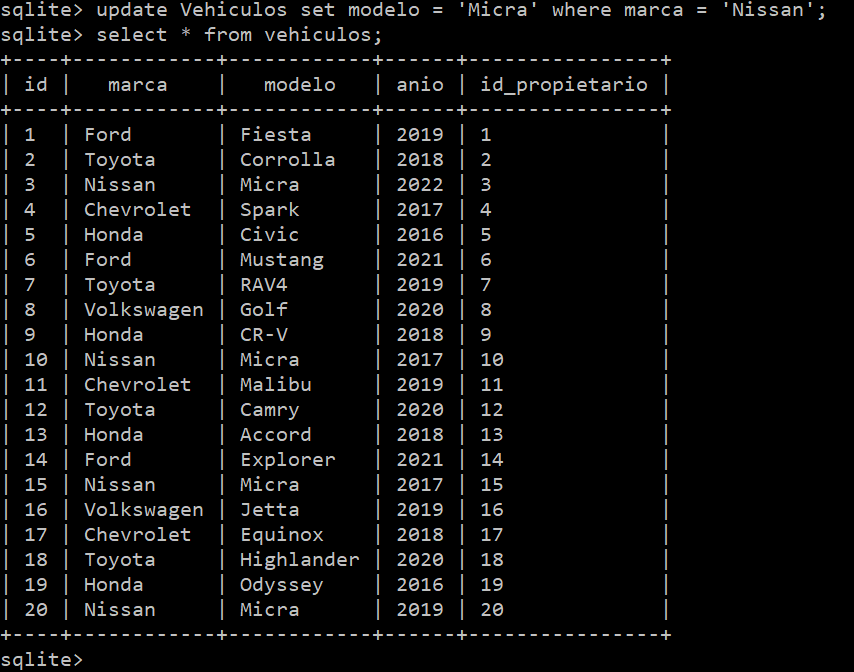 sqlite> update Vehiculos set modelo = 'Micra' where marca = 'Nissan';
sqlite> select * from vehiculos;
+----+------------+------------+------+----------------+
| id |   marca    |   modelo   | anio | id_propietario |
+----+------------+------------+------+----------------+
| 1  | Ford       | Fiesta     | 2019 | 1              |
| 2  | Toyota     | Corrolla   | 2018 | 2              |
| 3  | Nissan     | Micra      | 2022 | 3              |
| 4  | Chevrolet  | Spark      | 2017 | 4              |
| 5  | Honda      | Civic      | 2016 | 5              |
| 6  | Ford       | Mustang    | 2021 | 6              |
| 7  | Toyota     | RAV4       | 2019 | 7              |
| 8  | Volkswagen | Golf       | 2020 | 8              |
| 9  | Honda      | CR-V       | 2018 | 9              |
| 10 | Nissan     | Micra      | 2017 | 10             |
| 11 | Chevrolet  | Malibu     | 2019 | 11             |
| 12 | Toyota     | Camry      | 2020 | 12             |
| 13 | Honda      | Accord     | 2018 | 13             |
| 14 | Ford       | Explorer   | 2021 | 14             |
| 15 | Nissan     | Micra      | 2017 | 15             |
| 16 | Volkswagen | Jetta      | 2019 | 16             |
| 17 | Chevrolet  | Equinox    | 2018 | 17             |
| 18 | Toyota     | Highlander | 2020 | 18             |
| 19 | Honda      | Odyssey    | 2016 | 19             |
| 20 | Nissan     | Micra      | 2019 | 20             |
+----+------------+------------+------+----------------+
sqlite>